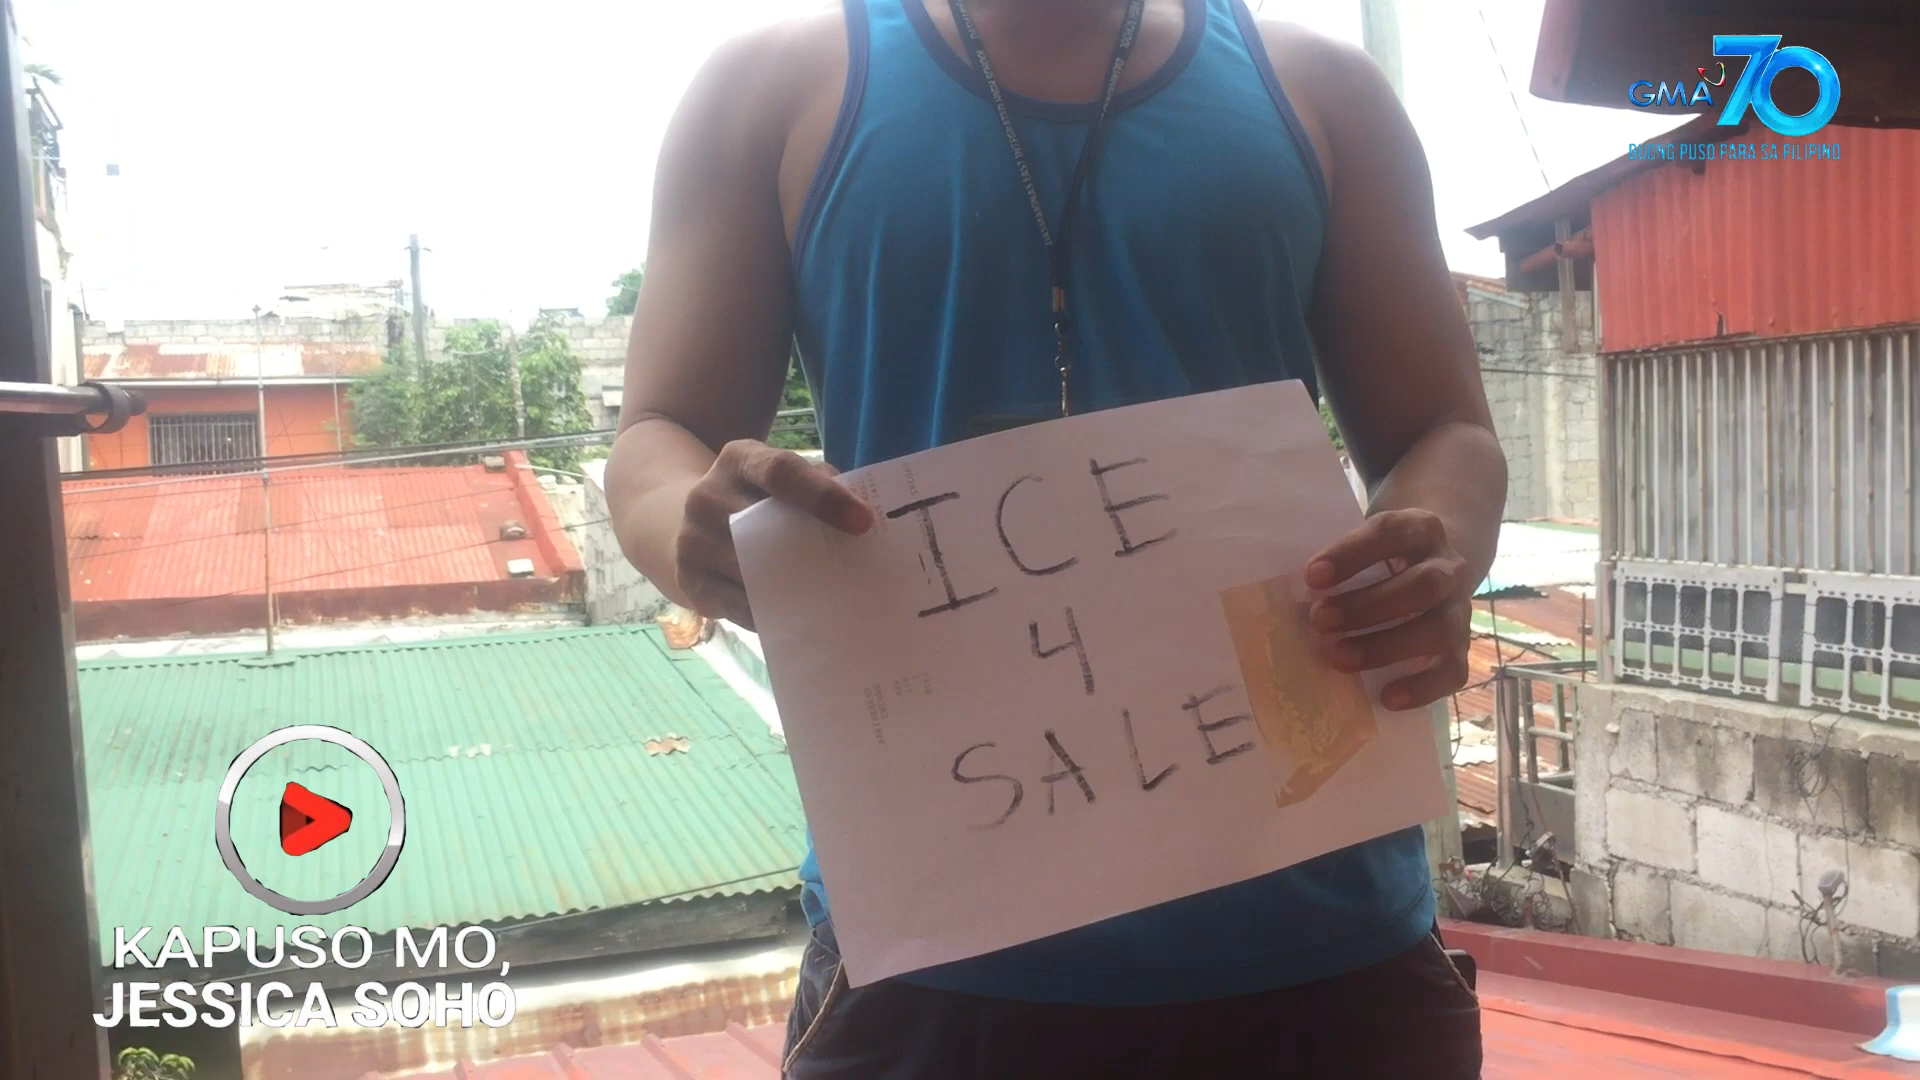 GMA 70
BUONG PUSO PARA SA PILIPINO
ICE
4
SALE
KAPUSO MO,
JESSICA SOHO